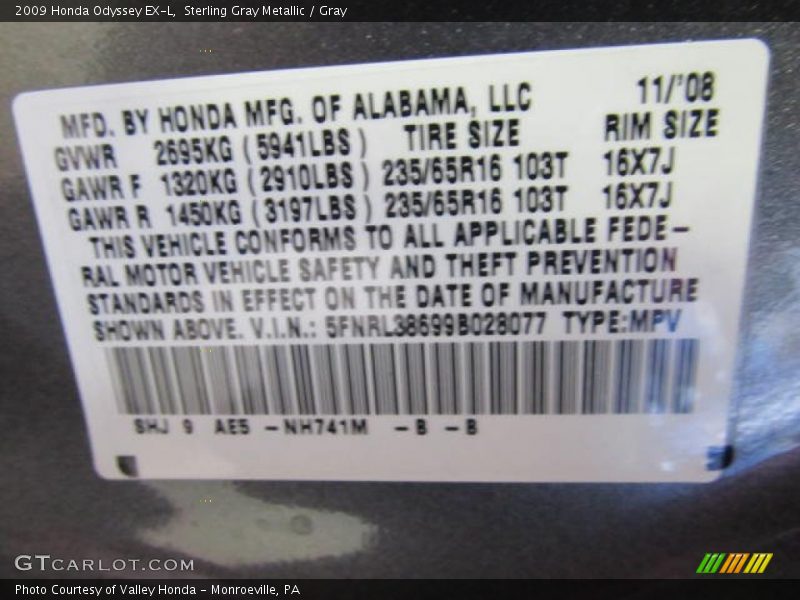 2009 Honda Odyssey EX-L, Sterling Gray Metallic / Gray
MFD. BY HONDA MFG. OF ALABAMA, LLC 11/'08
GVWR 2695KG (5941LBS) TIRE SIZE RIM SIZE
GAWR F 1320KG (2910LBS) 235/65R16 103T 16X7J
GAWR R 1450KG (3197LBS) 235/65R16 103T 16X7J
THIS VEHICLE CONFORMS TO ALL APPLICABLE FEDE-
RAL MOTOR VEHICLE SAFETY AND THEFT PREVENTION
STANDARDS IN EFFECT ON THE DATE OF MANUFACTURE
SHOWN ABOVE. V.I.N.: 5FNRL38699B028077 TYPE:MPV
SHJ 9 AE5 -NH741M -B -B
GTCARLOT.COM
Photo Courtesy of Valley Honda - Monroeville, PA